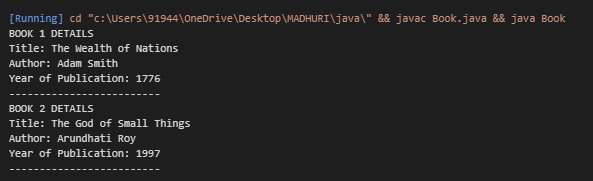 [Running] cd "c:\Users\91944\OneDrive\Desktop\MADHURI\java\" && javac Book.java && java Book
BOOK 1 DETAILS
Title: The Wealth of Nations
Author: Adam Smith
Year of Publication: 1776
-------------------------
BOOK 2 DETAILS
Title: The God of Small Things
Author: Arundhati Roy
Year of Publication: 1997
-------------------------